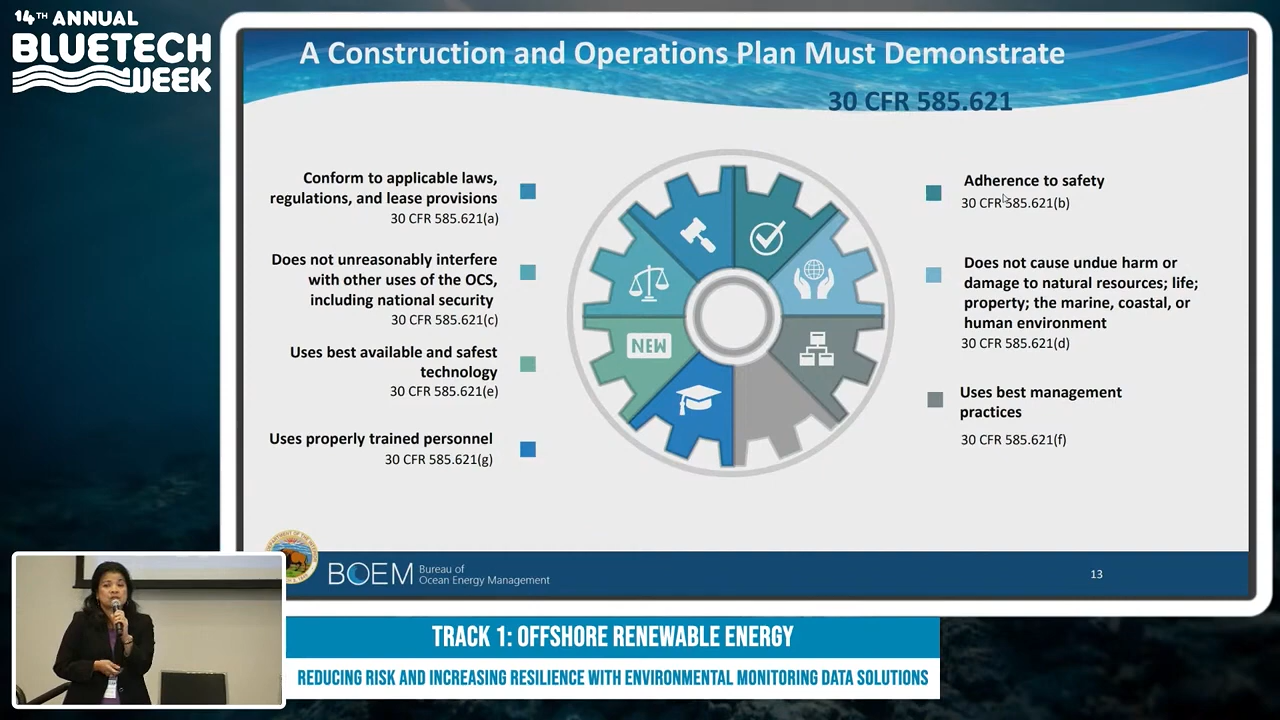 14TH ANNUAL
BLUETECH
WEEK
A Construction and Operations Plan Must Demonstrate
30 CFR 585.621
Conform to applicable laws,
regulations, and lease provisions
30 CFR 585.621(a)
Does not unreasonably interfere
with other uses of the OCS,
including national security
30 CFR 585.621(c)
Uses best available and safest
technology
30 CFR 585.621(e)
Uses properly trained personnel
30 CFR 585.621(g)
NEW
Adherence to safety
30 CFR 585.621(b)
Does not cause undue harm or
damage to natural resources; life;
property; the marine, coastal, or
human environment
30 CFR 585.621(d)
Uses best management
practices
30 CFR 585.621(f)
BOEM
Bureau of
Ocean Energy Management
13
TRACK 1: OFFSHORE RENEWABLE ENERGY
REDUCING RISK AND INCREASING RESILIENCE WITH ENVIRONMENTAL MONITORING DATA SOLUTIONS